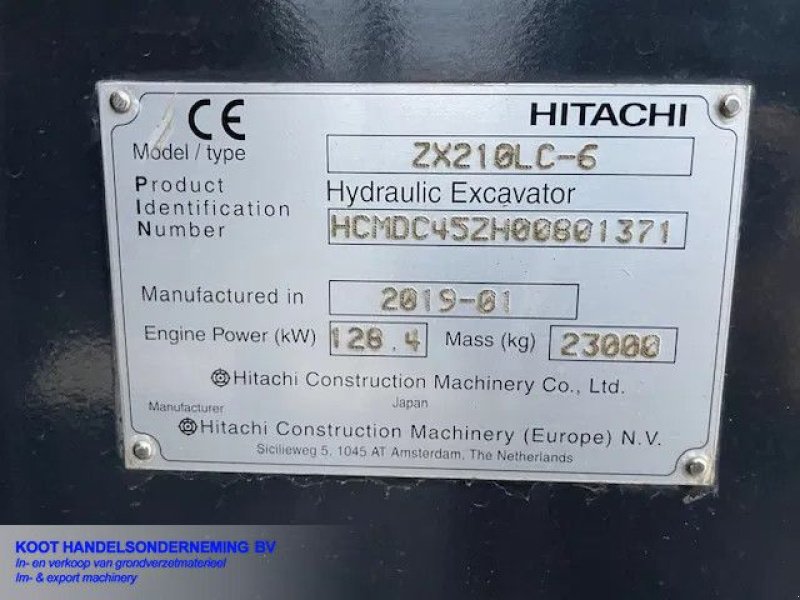 CE HITACHI
Model / type ZX210LC-6
Product Hydraulic Excavator
Identification
Number HCMDC45ZH00801371
Manufactured in 2019-01
Engine Power (kW) 128.4 Mass (kg) 23000
Hitachi Construction Machinery Co., Ltd.
Japan
Manufacturer
Hitachi Construction Machinery (Europe) N.V.
Sicilieweg 5, 1045 AT Amsterdam, The Netherlands
KOOT HANDELSONDERNEMING BV
In- en verkoop van grondverzetmaterieel
Im- & export machinery